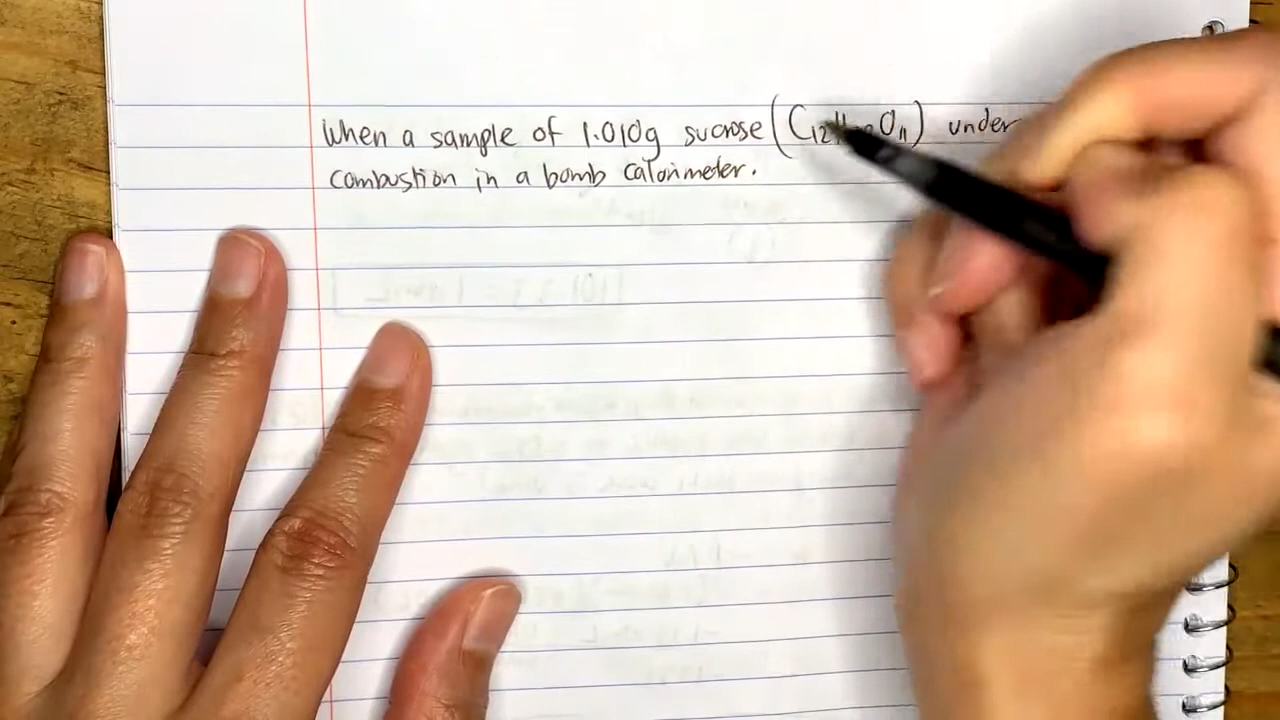 When a sample of 1.010g sucrose (C₁₂H₂₂O₁₁) under
combustion in a bomb calorimeter.